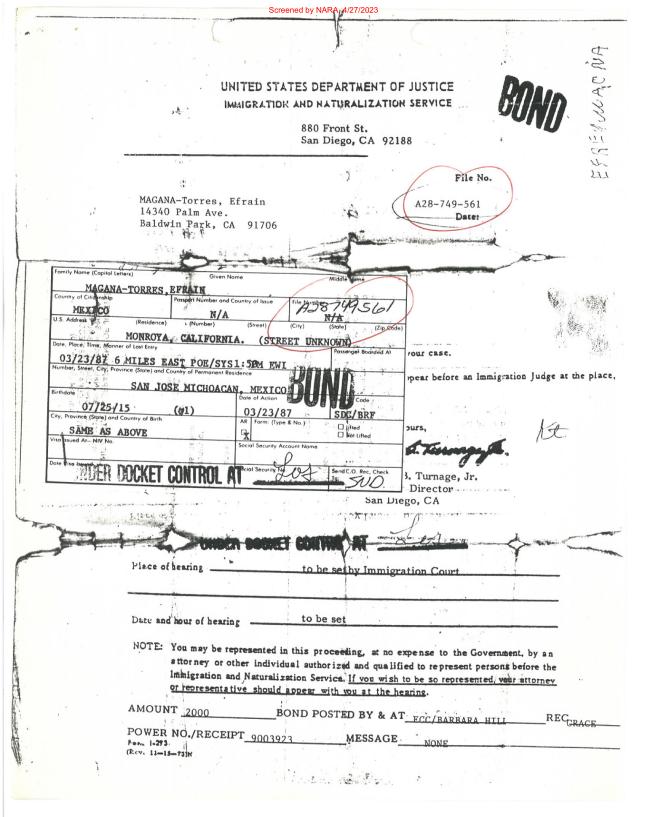 Screened by NARA, 4/27/2023
UNITED STATES DEPARTMENT OF JUSTICE
IMMIGRATION AND NATURALIZATION SERVICE
BOND
880 Front St.
San Diego, CA 92188
File No.
A28-749-561
Date:
MAGANA-Torres, Efrain
14340 Palm Ave.
Baldwin Park, CA 91706
Family Name (Capital Letters) Given Name Middle Name
MAGANA-TORRES, EFRAIN
Country of Citizenship Passport Number and Country of Issue File Number
A28749561
MEXICO N/A N/A
U.S. Address (Residence) (Number) (Street) (City) (State) (Zip Code)
MONROYA, CALIFORNIA. (STREET UNKNOWN)
Date, Place, Time, Manner of Last Entry Passenger Boarded At
03/23/87 6 MILES EAST POE/SYS EWI
Number, Street, City, Province (State) and Country of Permanent Residence
SAN JOSE MICHOACAN, MEXICO
BOND
Birthdate Date of Action Code
07/25/15 03/23/87 SDC/BRF
City, Province (State) and Country of Birth AR Form: (Type & No.) Lifted
SAME AS ABOVE X Not Lifted
Visa Issued At - NIV No. Social Security Account Name
Date Visa Issued Social Security No. Send C.O. Rec. Check
UNDER DOCKET CONTROL AT LOS SND
your case.
appear before an Immigration Judge at the place,
yours,
B. Turnage, Jr.
Director
San Diego, CA
UNDER DOCKET CONTROL AT
Place of hearing to be set by Immigration Court
Date and hour of hearing to be set
NOTE: You may be represented in this proceeding, at no expense to the Government, by an
attorney or other individual authorized and qualified to represent persons before the
Immigration and Naturalization Service. If you wish to be so represented, your attorney
or representative should appear with you at the hearing.
AMOUNT 2000 BOND POSTED BY & AT ECC/BARBARA HILL REC GRACE
POWER NO./RECEIPT 9003923 MESSAGE NONE
Form I-293
(Rev. 11-15-73)N